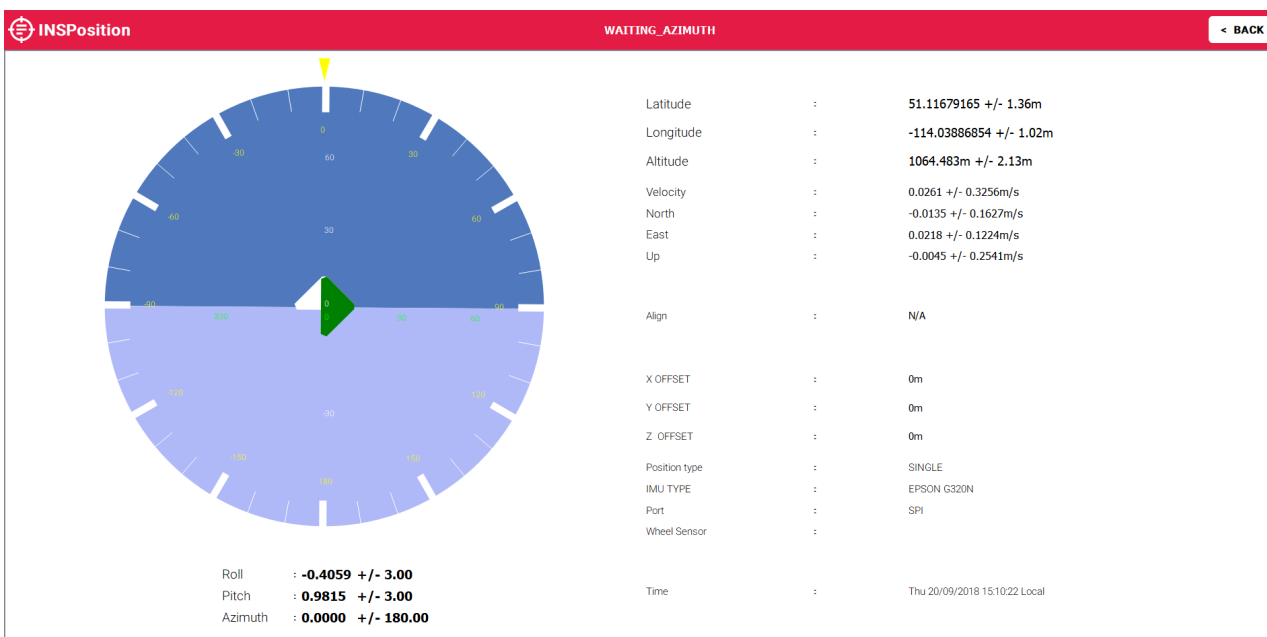 INSPosition WAITING_AZIMUTH < BACK
0
-30 60 30
-60 60
30
-90 0 90
330 0 30 60
-120 120
-30
-150 150
180
Roll : -0.4059 +/- 3.00
Pitch : 0.9815 +/- 3.00
Azimuth : 0.0000 +/- 180.00
Latitude : 51.11679165 +/- 1.36m
Longitude : -114.03886854 +/- 1.02m
Altitude : 1064.483m +/- 2.13m
Velocity : 0.0261 +/- 0.3256m/s
North : -0.0135 +/- 0.1627m/s
East : 0.0218 +/- 0.1224m/s
Up : -0.0045 +/- 0.2541m/s
Align : N/A
X OFFSET : 0m
Y OFFSET : 0m
Z OFFSET : 0m
Position type : SINGLE
IMU TYPE : EPSON G320N
Port : SPI
Wheel Sensor :
Time : Thu 20/09/2018 15:10:22 Local